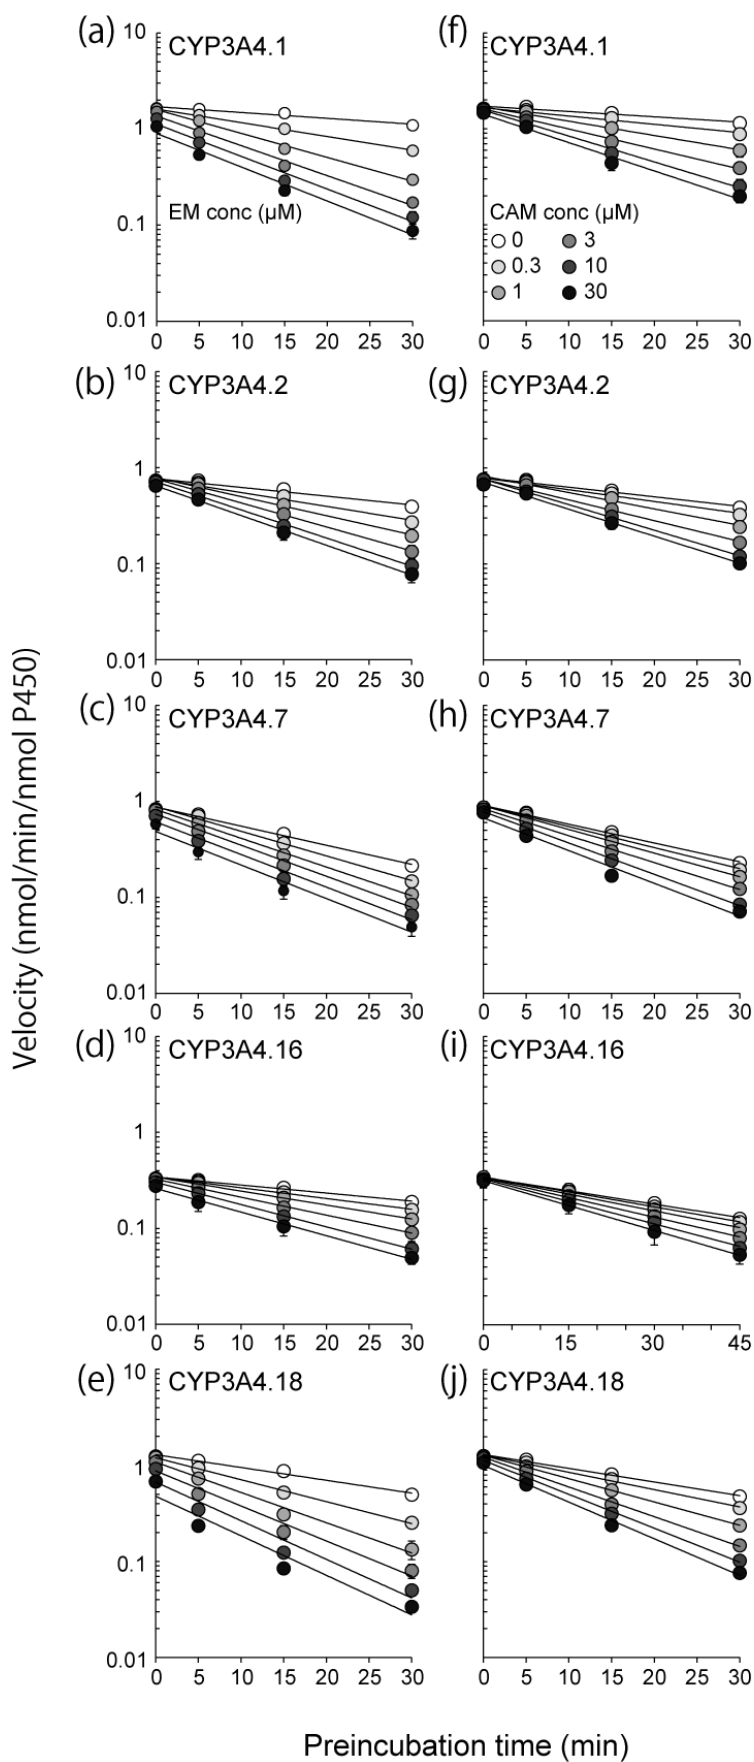 Velocity (nmol/min/nmol P450)
(a) CYP3A4.1
10
1
0.1
0.01
EM conc (μM)
0 5 10 15 20 25 30
(f) CYP3A4.1
CAM conc (μM)
0 3
0.3 10
1 30
0 5 10 15 20 25 30
(b) CYP3A4.2
10
1
0.1
0.01
0 5 10 15 20 25 30
(g) CYP3A4.2
0 5 10 15 20 25 30
(c) CYP3A4.7
10
1
0.1
0.01
0 5 10 15 20 25 30
(h) CYP3A4.7
0 5 10 15 20 25 30
(d) CYP3A4.16
10
1
0.1
0.01
0 5 10 15 20 25 30
(i) CYP3A4.16
0 15 30 45
(e) CYP3A4.18
10
1
0.1
0.01
0 5 10 15 20 25 30
(j) CYP3A4.18
0 5 10 15 20 25 30
Preincubation time (min)